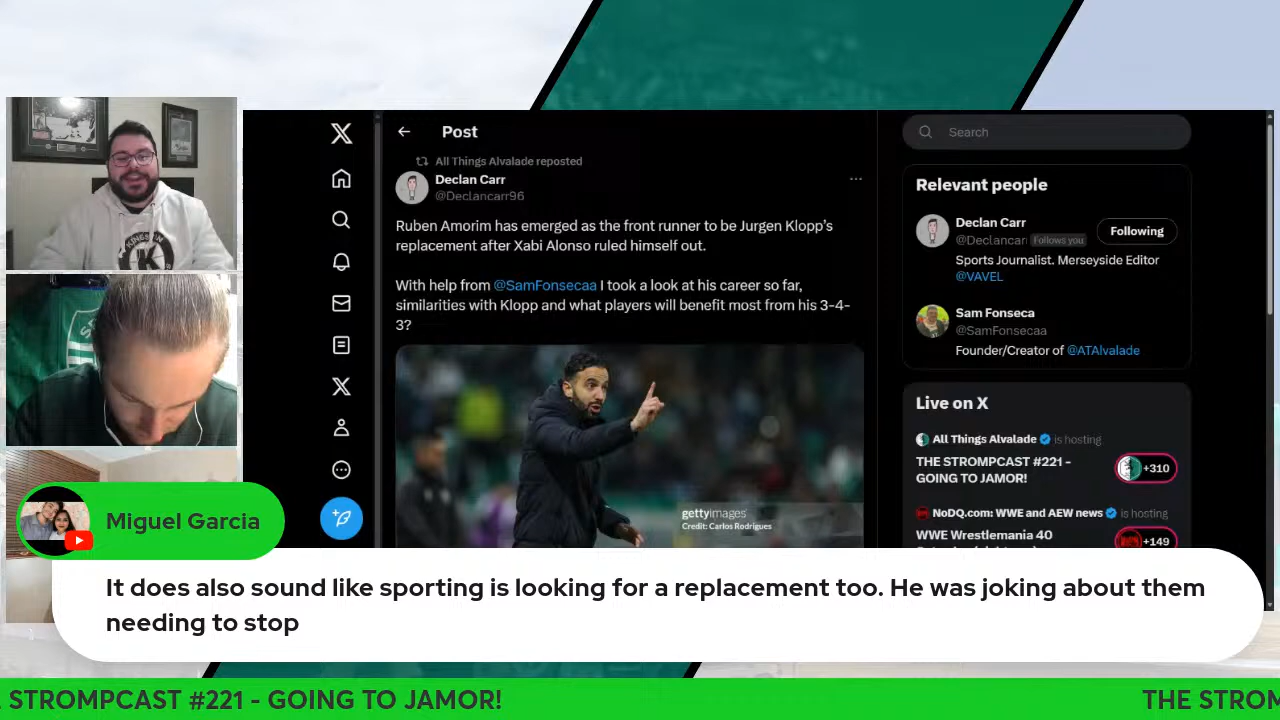 Post
Search
All Things Alvalade reposted
Declan Carr
@Declancarr96
Ruben Amorim has emerged as the front runner to be Jurgen Klopp's
replacement after Xabi Alonso ruled himself out.
With help from @SamFonsecaa I took a look at his career so far,
similarities with Klopp and what players will benefit most from his 3-4-
3?
gettyimages
Credit: Carlos Rodrigues
Relevant people
Declan Carr
@Declancar Follows you
Following
Sports Journalist. Merseyside Editor
@VAVEL
Sam Fonseca
@SamFonsecaa
Founder/Creator of @ATAlvalade
Live on X
All Things Alvalade is hosting
THE STROMPCAST #221 -
GOING TO JAMOR!
+310
NoDQ.com: WWE and AEW news is hosting
WWE Wrestlemania 40
+149
Miguel Garcia
It does also sound like sporting is looking for a replacement too. He was joking about them
needing to stop
STROMPCAST #221 - GOING TO JAMOR!
THE STROM